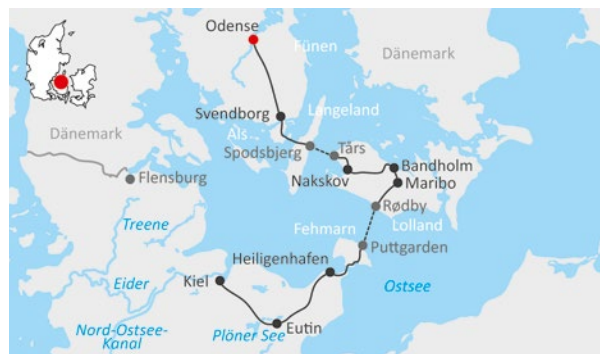 Odense
Fünen
Dänemark
Svendborg
Langeland
Dänemark
Als
Spodsbjerg
Tårs
Bandholm
Flensburg
Nakskov
Maribo
Rødby
Treene
Fehmarn
Lolland
Puttgarden
Heiligenhafen
Eider
Kiel
Ostsee
Nord-Ostsee-
Kanal
Plöner See
Eutin